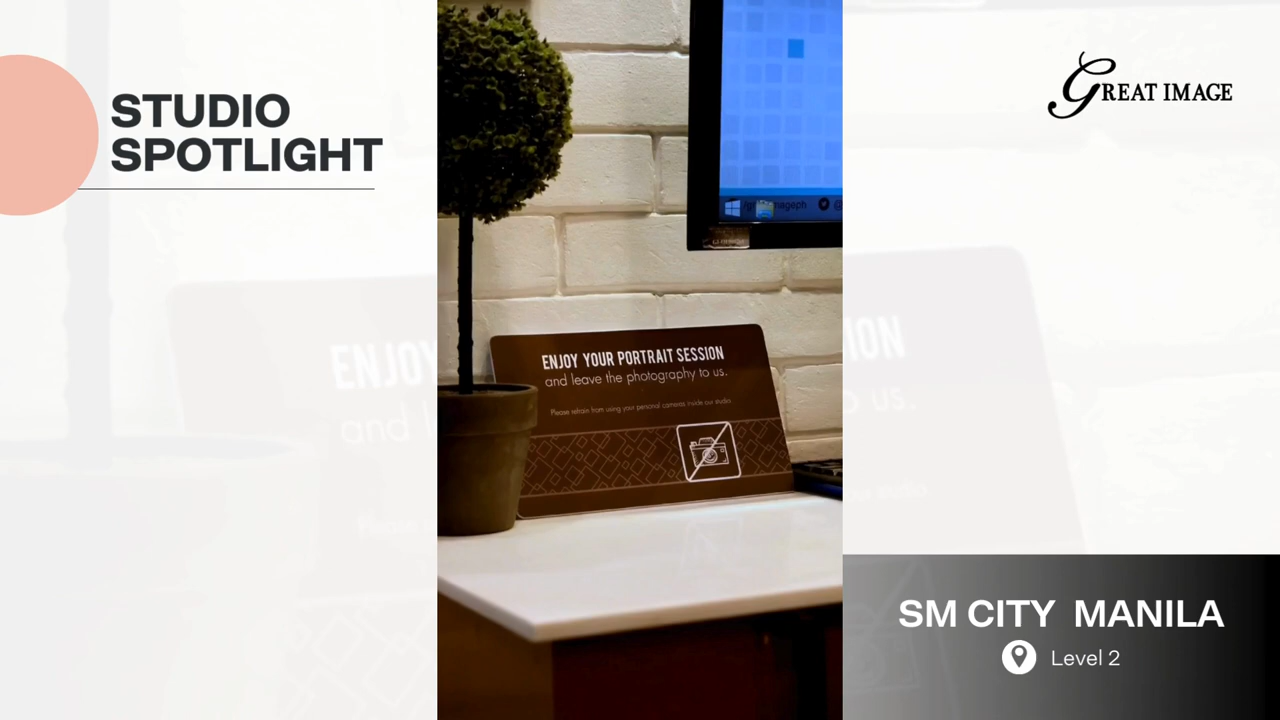 STUDIO
SPOTLIGHT
GREAT IMAGE
ENJOY YOUR PORTRAIT SESSION
and leave the photography to us.
Please refrain from using your personal cameras inside our studio.
SM CITY MANILA
Level 2